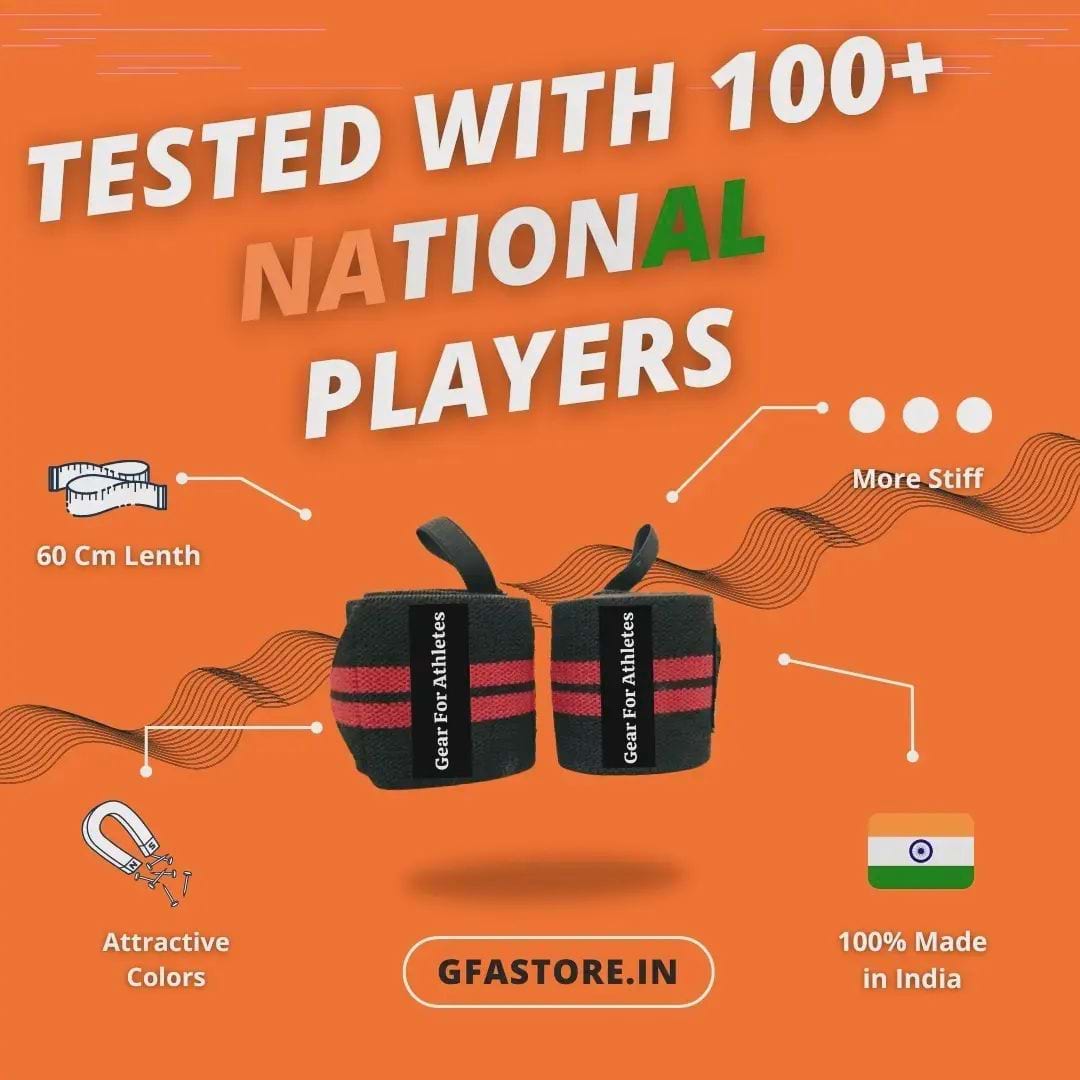 TESTED WITH 100+
NATIONAL
PLAYERS
More Stiff
60 Cm Lenth
Gear For Athletes
Gear For Athletes
S
N
Attractive
Colors
100% Made
in India
GFASTORE.IN